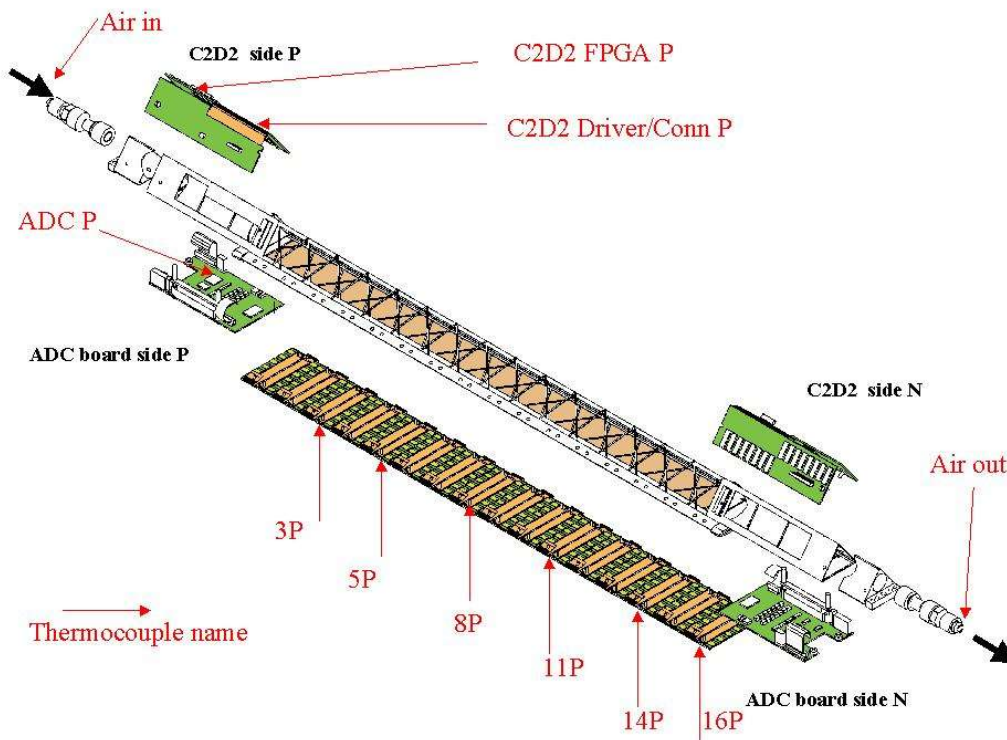 Air in
C2D2 side P
C2D2 FPGA P
C2D2 Driver/Conn P
ADC P
ADC board side P
C2D2 side N
Air out
3P
5P
8P
11P
14P
16P
Thermocouple name
ADC board side N